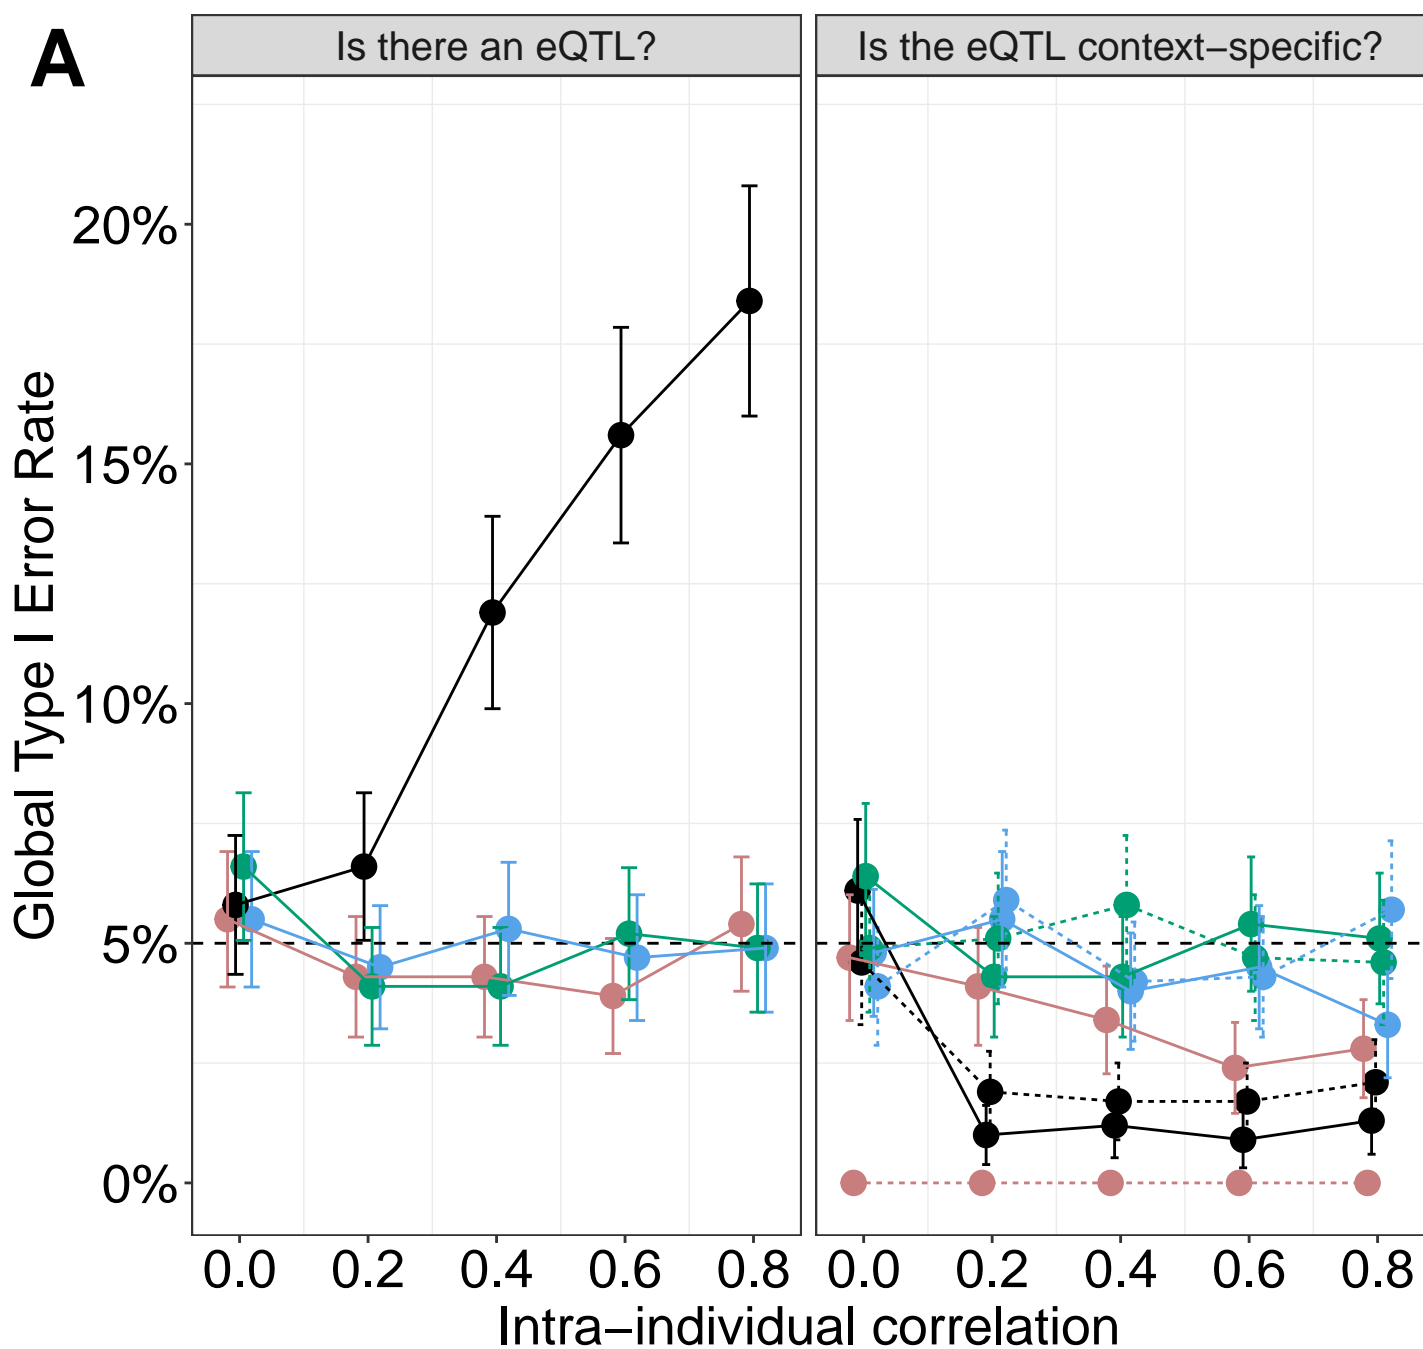 A
Is there an eQTL?
Is the eQTL context−specific?
Global Type I Error Rate
20%
15%
10%
5%
0%
0.0 0.2 0.4 0.6 0.8
0.0 0.2 0.4 0.6 0.8
Intra−individual correlation